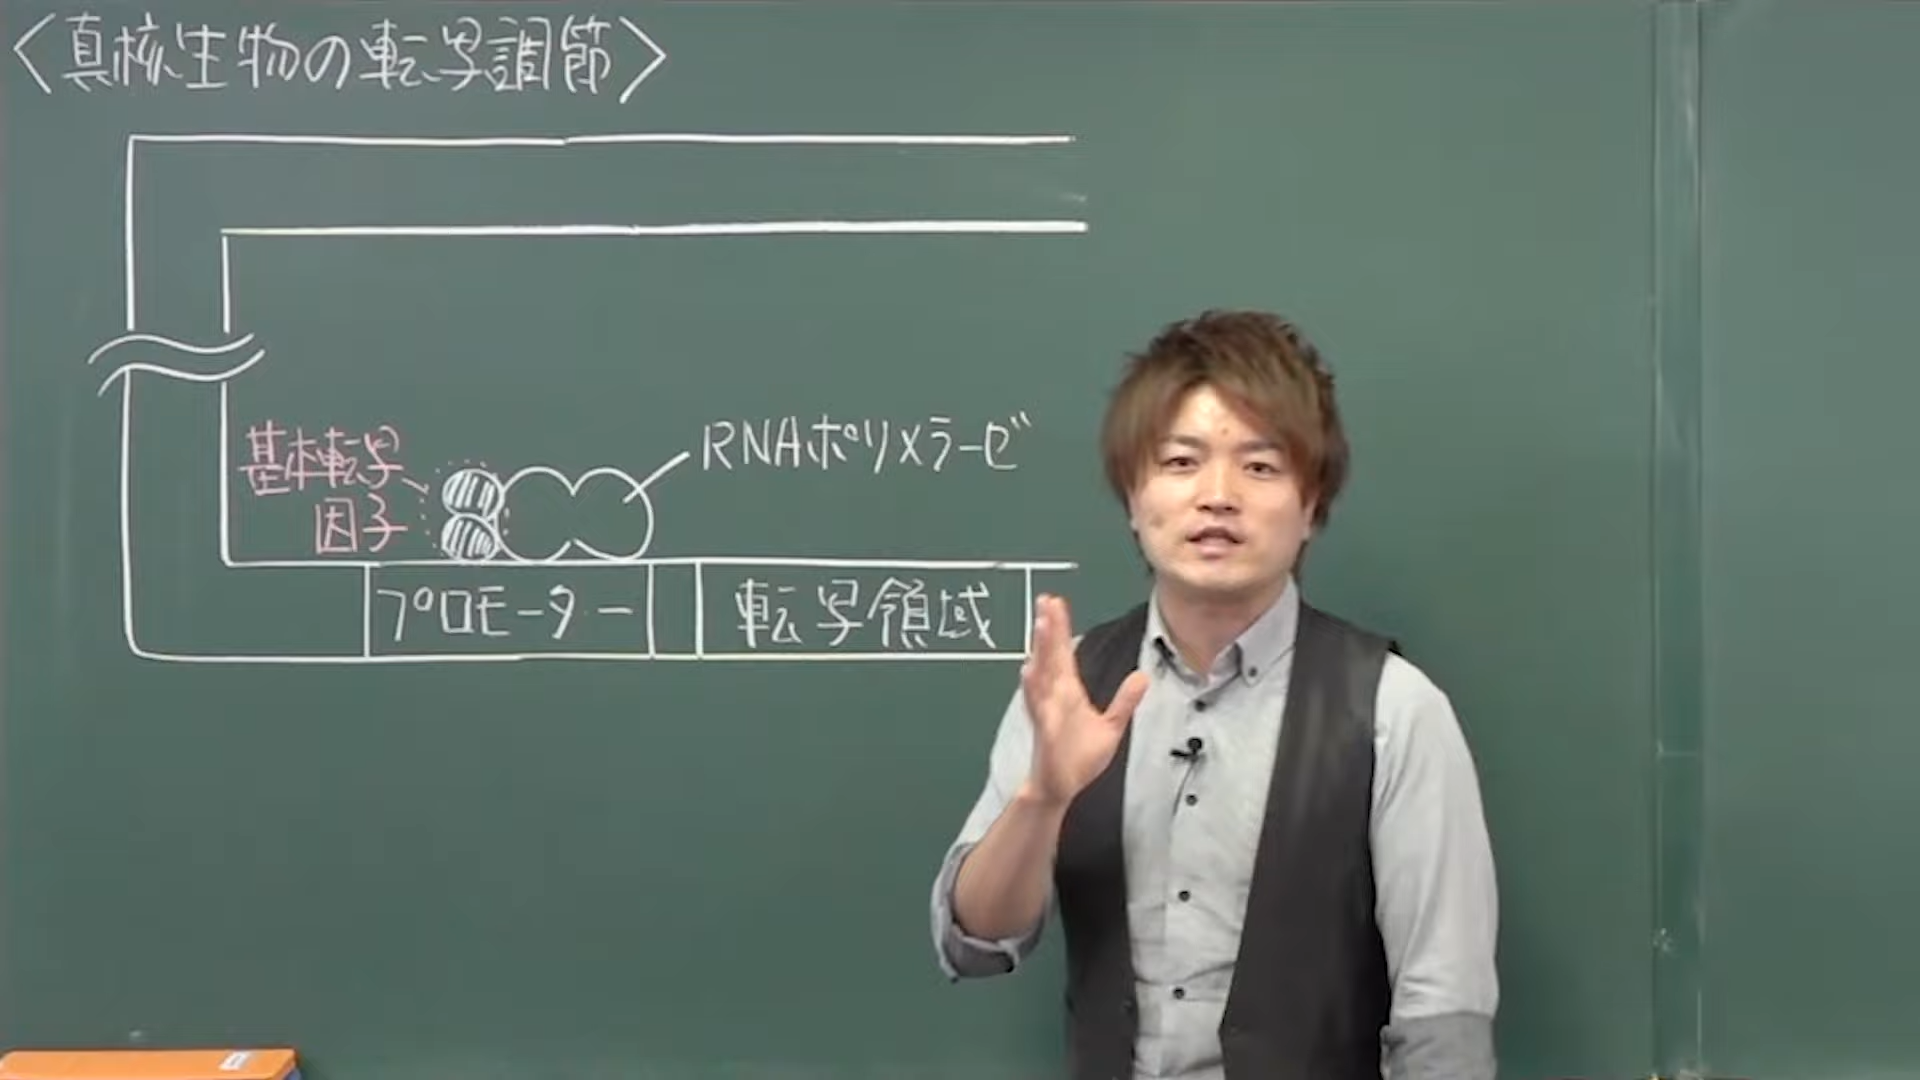 〈真核生物の転写調節〉
基本転写
因子
RNAポリメラーゼ
プロモーター
転写領域